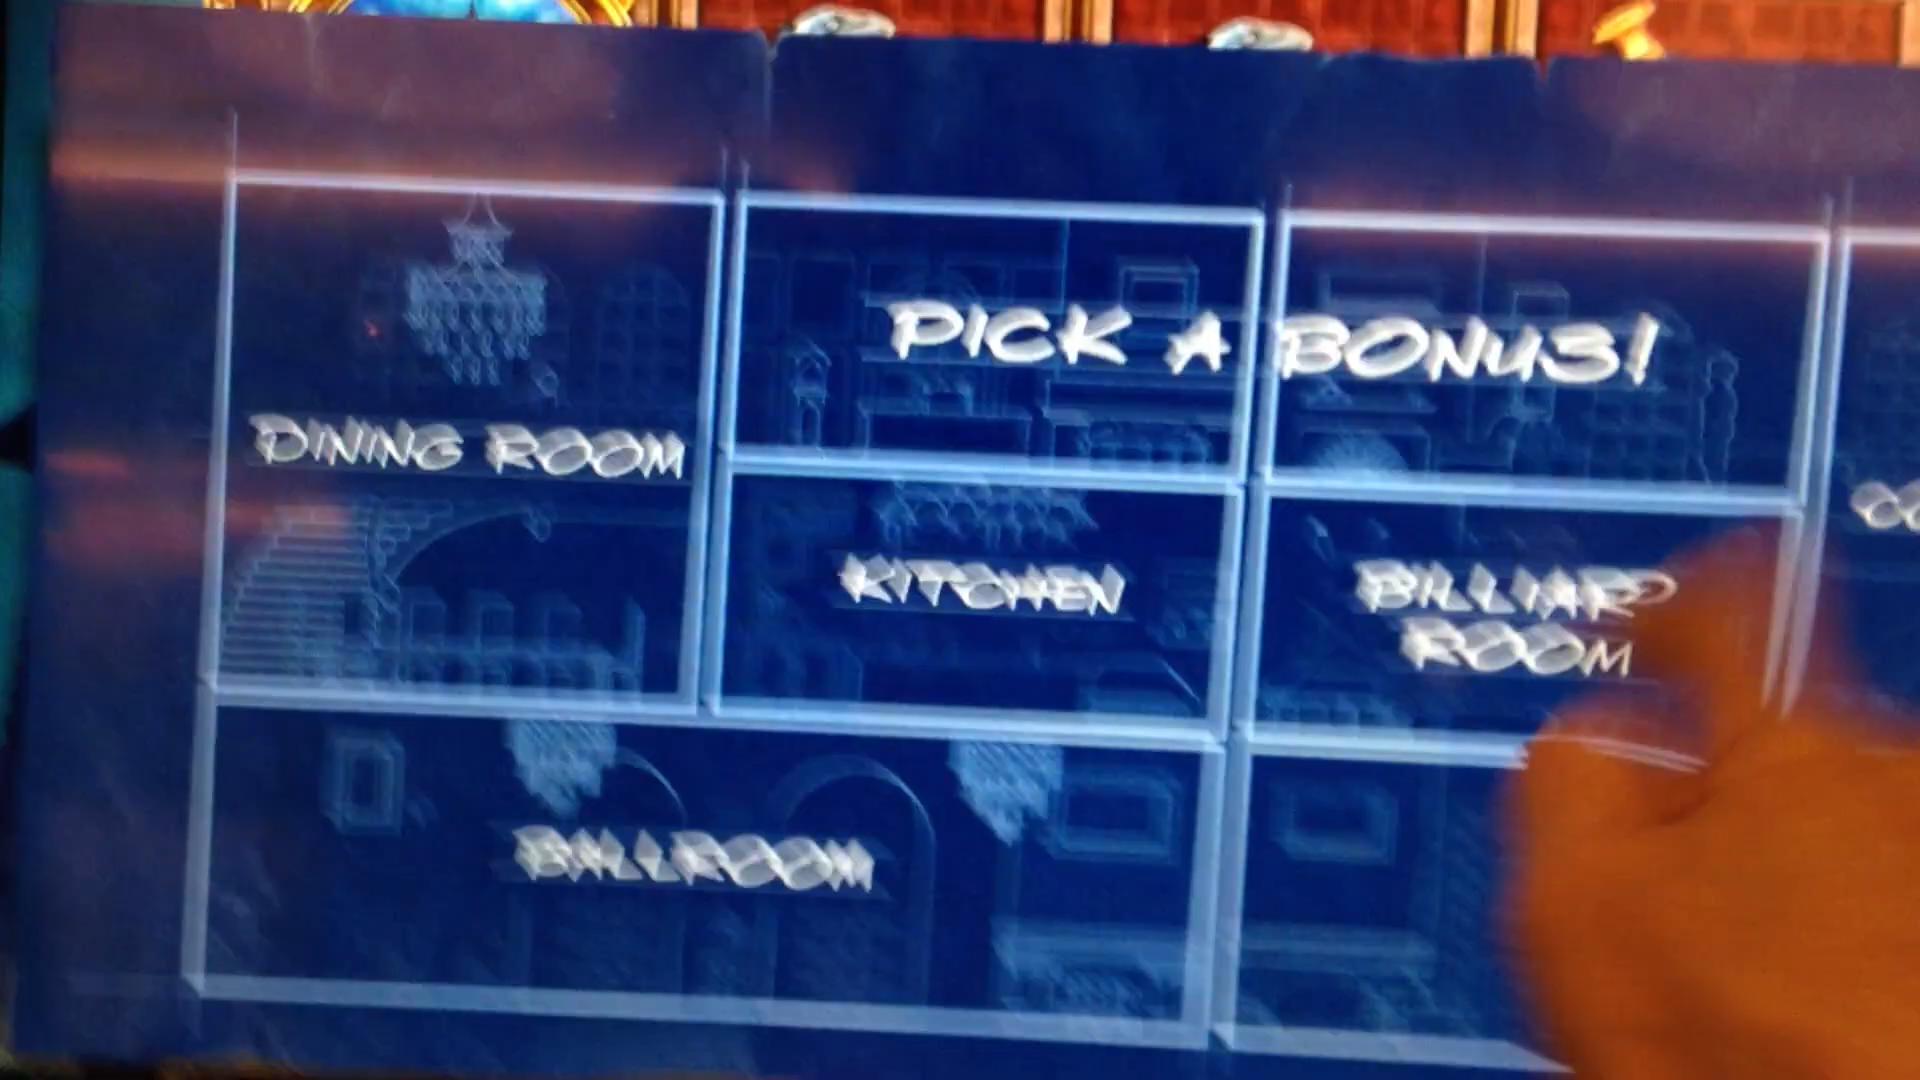 PICK A BONUS!
DINING ROOM
KITCHEN
BILLIARD
ROOM
BALLROOM